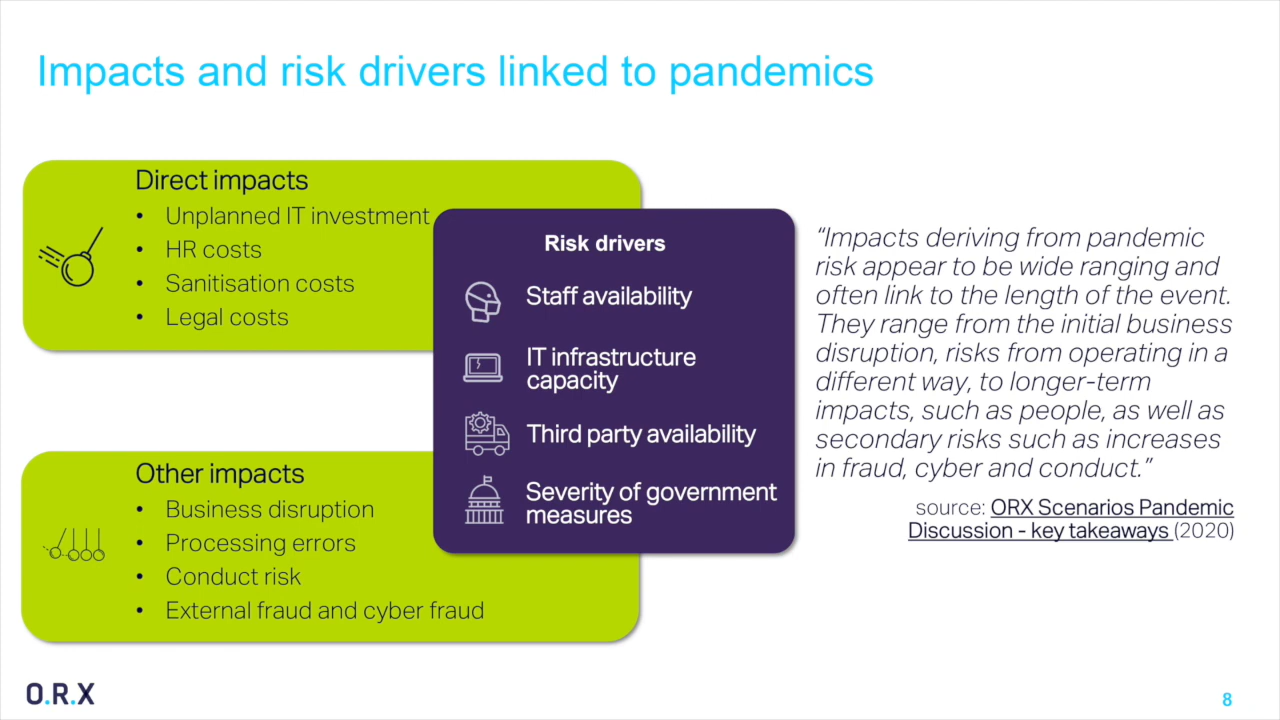 Impacts and risk drivers linked to pandemics
Direct impacts
• Unplanned IT investment
• HR costs
• Sanitisation costs
• Legal costs
Other impacts
• Business disruption
• Processing errors
• Conduct risk
• External fraud and cyber fraud
Risk drivers
Staff availability
IT infrastructure
capacity
Third party availability
Severity of government
measures
“Impacts deriving from pandemic
risk appear to be wide ranging and
often link to the length of the event.
They range from the initial business
disruption, risks from operating in a
different way, to longer-term
impacts, such as people, as well as
secondary risks such as increases
in fraud, cyber and conduct.”
source: ORX Scenarios Pandemic
Discussion - key takeaways (2020)
O.R.X
8